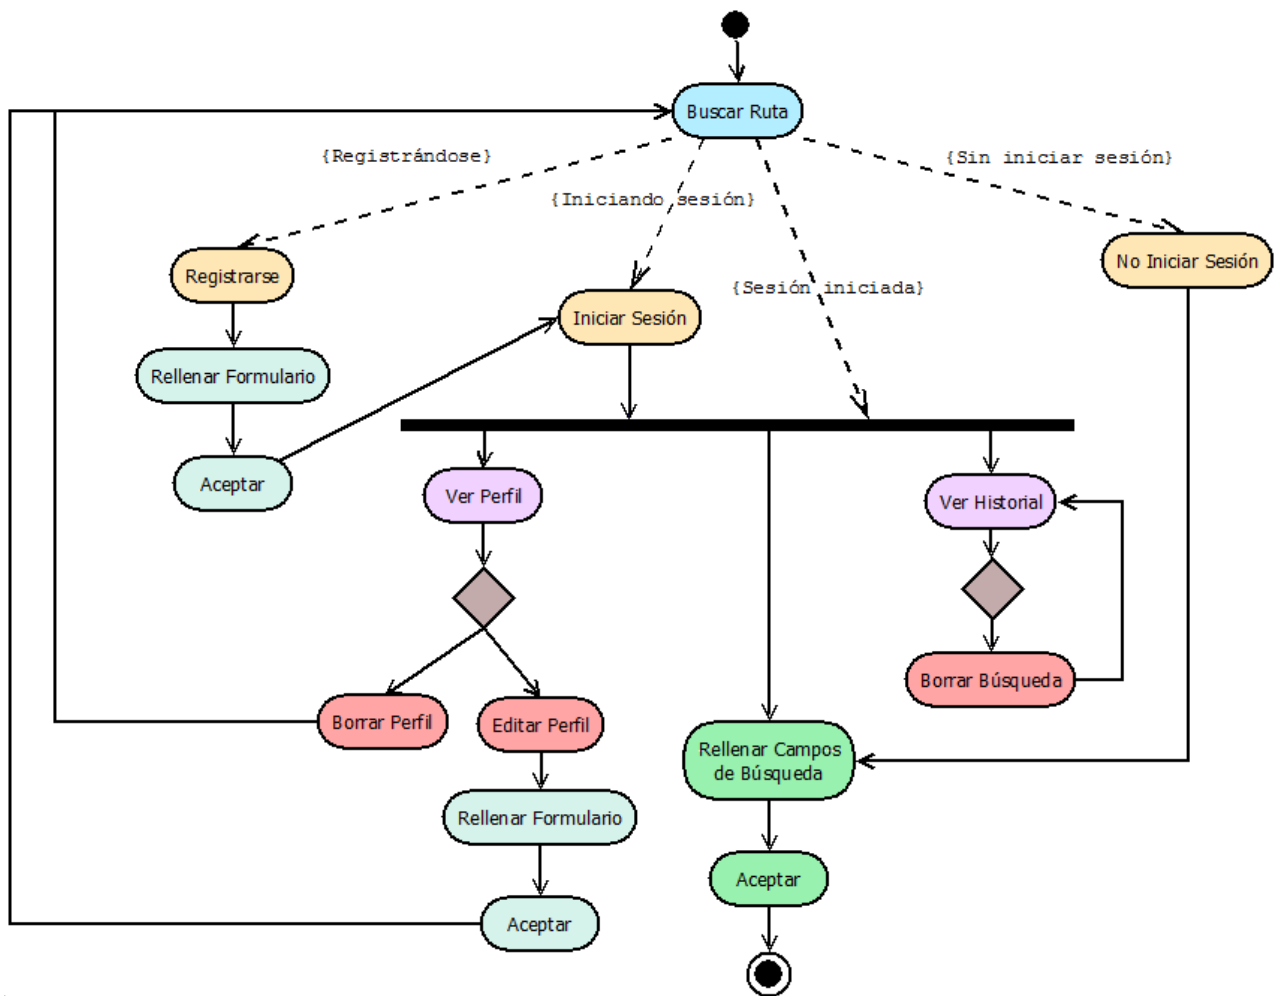 Buscar Ruta
{Registrándose}
{Sin iniciar sesión}
{Iniciando sesión}
Registrarse
No Iniciar Sesión
{Sesión iniciada}
Iniciar Sesión
Rellenar Formulario
Aceptar
Ver Perfil
Ver Historial
Borrar Búsqueda
Borrar Perfil
Editar Perfil
Rellenar Campos
de Búsqueda
Rellenar Formulario
Aceptar
Aceptar